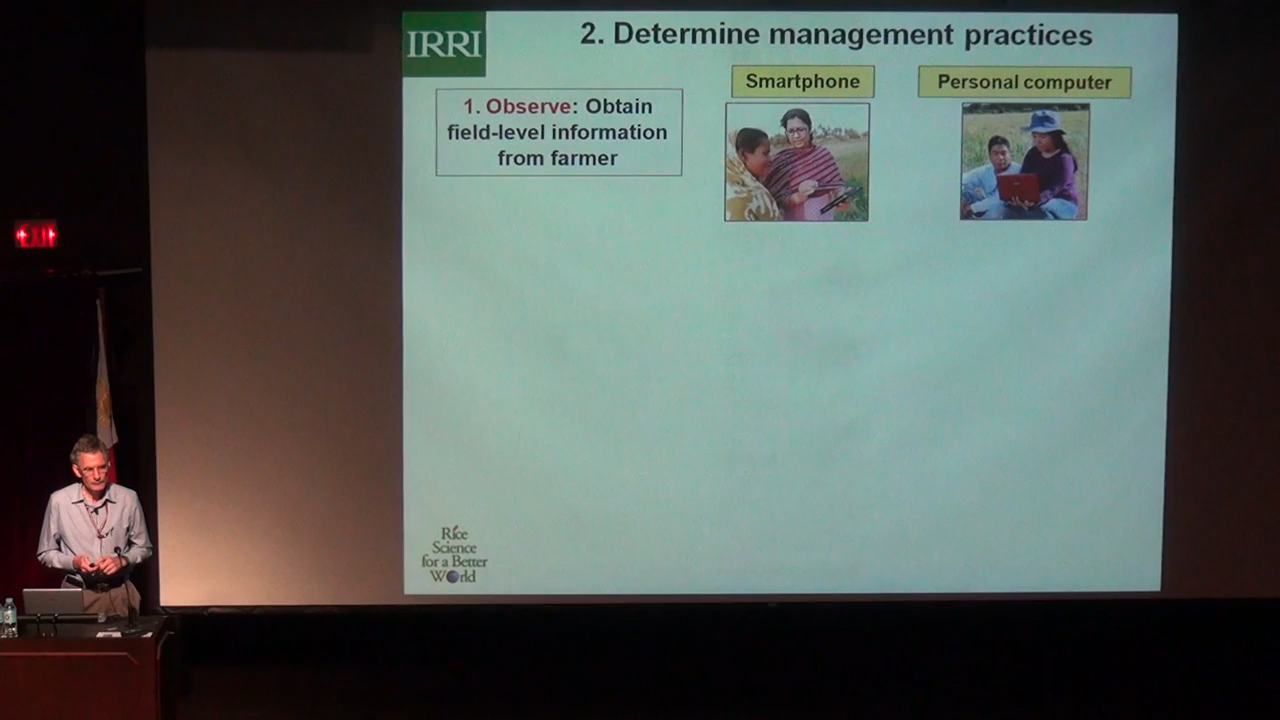 IRRI
2. Determine management practices
Smartphone
Personal computer
1. Observe: Obtain
field-level information
from farmer
EXIT
Rice
Science
for a Better
World